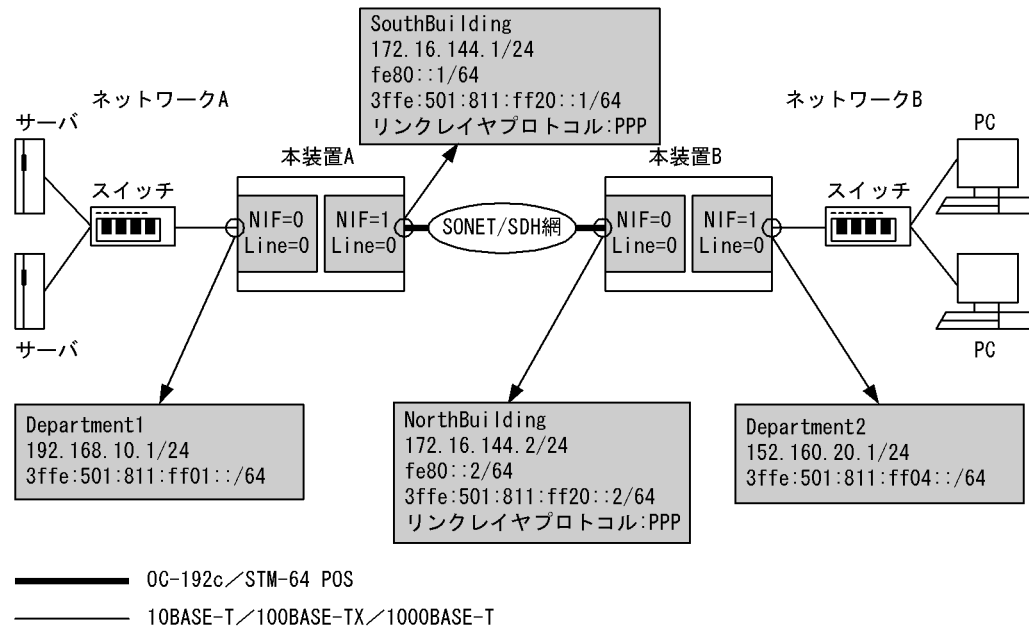 SouthBuilding
172.16.144.1/24
fe80::1/64
3ffe:501:811:ff20::1/64
リンクレイヤプロトコル:PPP
ネットワークA
ネットワークB
サーバ
PC
本装置A
本装置B
スイッチ
スイッチ
NIF=0
Line=0
NIF=1
Line=0
SONET/SDH網
NIF=0
Line=0
NIF=1
Line=0
サーバ
PC
Department1
192.168.10.1/24
3ffe:501:811:ff01::/64
NorthBuilding
172.16.144.2/24
fe80::2/64
3ffe:501:811:ff20::2/64
リンクレイヤプロトコル:PPP
Department2
152.160.20.1/24
3ffe:501:811:ff04::/64
OC-192c／STM-64 POS
10BASE-T／100BASE-TX／1000BASE-T